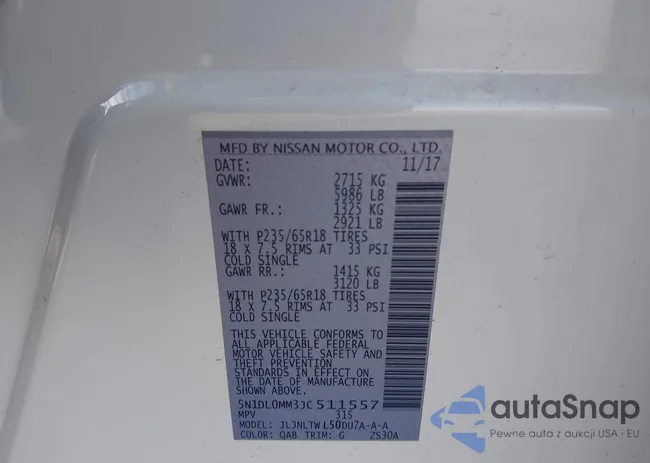 MFD BY NISSAN MOTOR CO., LTD.
DATE: 11/17
GVWR: 2715 KG
5986 LB
GAWR FR.: 1325 KG
2921 LB
WITH P235/65R18 TIRES
18 X 7.5 RIMS AT 33 PSI
COLD SINGLE
GAWR RR.: 1415 KG
3120 LB
WITH P235/65R18 TIRES
18 X 7.5 RIMS AT 33 PSI
COLD SINGLE
THIS VEHICLE CONFORMS TO
ALL APPLICABLE FEDERAL
MOTOR VEHICLE SAFETY AND
THEFT PREVENTION
STANDARDS IN EFFECT ON
THE DATE OF MANUFACTURE
SHOWN ABOVE.
5N1DL0MM3JC511557
MPV 315
MODEL: JLJNLTWL50DU7A-A-A
COLOR: QAB TRIM: G ZS30A
autoSnap
Pewne auta z aukcji USA i EU